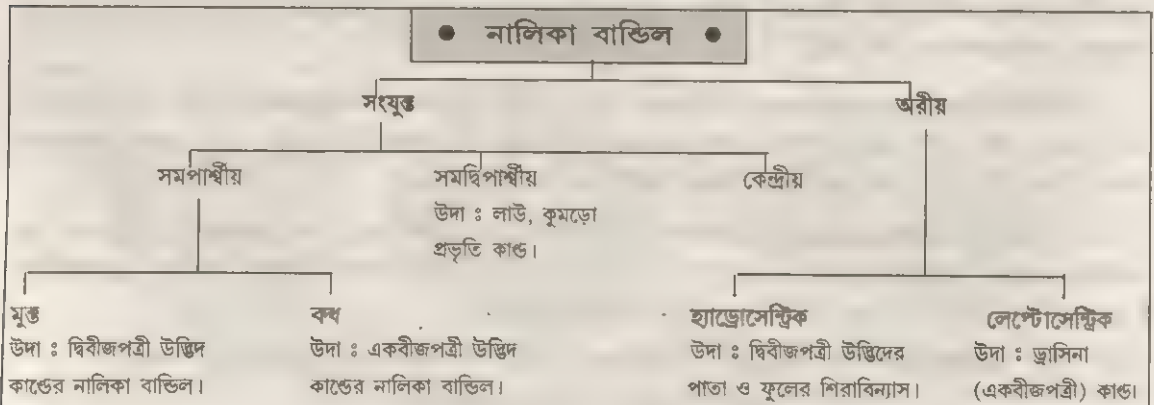 ● নালিকা বান্ডিল ●
সংযুক্ত
অরীয়
সমপার্শ্বীয়
সমদ্বিপার্শ্বীয়
উদা : লাউ, কুমড়ো
প্রভৃতি কান্ড।
কেন্দ্রীয়
মুক্ত
উদা : দ্বিবীজপত্রী উদ্ভিদ
কান্ডের নালিকা বান্ডিল।
বদ্ধ
উদা : একবীজপত্রী উদ্ভিদ
কান্ডের নালিকা বান্ডিল।
হ্যাড্রোসেন্ট্রিক
উদা : দ্বিবীজপত্রী উদ্ভিদের
পাতা ও ফুলের শিরাবিন্যাস।
লেপ্টোসেন্ট্রিক
উদা : ড্রাসিনা
(একবীজপত্রী) কান্ড।